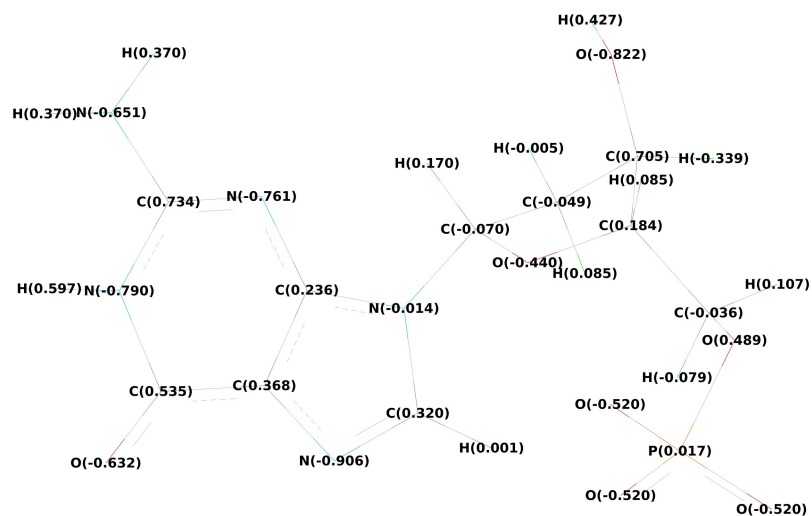 H(0.427)
O(-0.822)
H(0.370)
H(0.370)N(-0.651)
H(-0.005)
C(0.705) H(-0.339)
H(0.170)
H(0.085)
N(-0.761)
C(0.734)
C(-0.049)
C(-0.070)
C(0.184)
O(-0.440)
H(0.085)
H(0.597)N(-0.790)
C(0.236)
H(0.107)
N(-0.014)
C(-0.036)
O(0.489)
H(-0.079)
C(0.535)
C(0.368)
O(-0.520)
C(0.320)
H(0.001)
P(0.017)
O(-0.632)
N(-0.906)
O(-0.520)
O(-0.520)